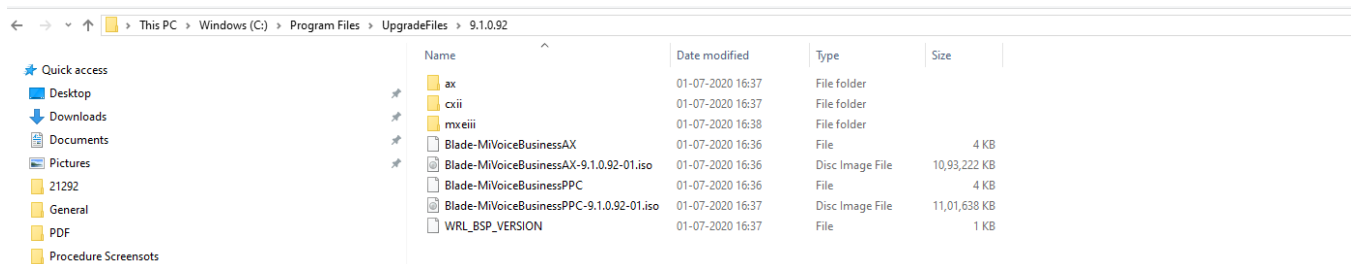 This PC > Windows (C:) > Program Files > UpgradeFiles > 9.1.0.92
Name Date modified Type Size
Quick access
Desktop
Downloads
Documents
Pictures
21292
General
PDF
Procedure Screensots
ax 01-07-2020 16:37 File folder
cxii 01-07-2020 16:37 File folder
mxeiii 01-07-2020 16:38 File folder
Blade-MiVoiceBusinessAX 01-07-2020 16:36 File 4 KB
Blade-MiVoiceBusinessAX-9.1.0.92-01.iso 01-07-2020 16:36 Disc Image File 10,93,222 KB
Blade-MiVoiceBusinessPPC 01-07-2020 16:36 File 4 KB
Blade-MiVoiceBusinessPPC-9.1.0.92-01.iso 01-07-2020 16:37 Disc Image File 11,01,638 KB
WRL_BSP_VERSION 01-07-2020 16:37 File 1 KB